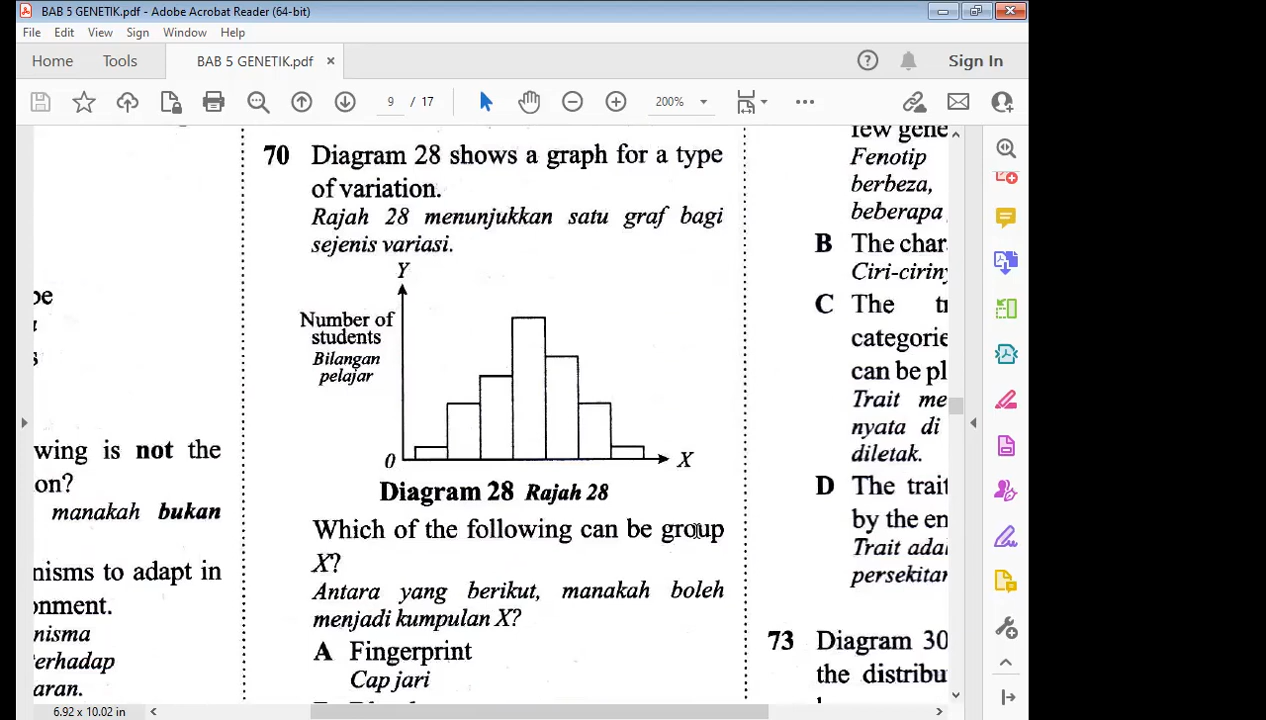 BAB 5 GENETIK.pdf - Adobe Acrobat Reader (64-bit)
File Edit View Sign Window Help
Home Tools BAB 5 GENETIK.pdf × Sign In
9 / 17 200%
be
s
wing is not the
on?
manakah bukan
nisms to adapt in
onment.
nisma
terhadap
aran.
70 Diagram 28 shows a graph for a type
of variation.
Rajah 28 menunjukkan satu graf bagi
sejenis variasi.
Y
Number of
students
Bilangan
pelajar
0 X
Diagram 28 Rajah 28
Which of the following can be group
X?
Antara yang berikut, manakah boleh
menjadi kumpulan X?
A Fingerprint
Cap jari
few gene
Fenotip
berbeza,
beberapa
B The char
Ciri-ciriny
C The tr
categorie
can be pl
Trait me
nyata di
diletak.
D The trait
by the en
Trait adal
persekitar
73 Diagram 30
the distribu
6.92 x 10.02 in